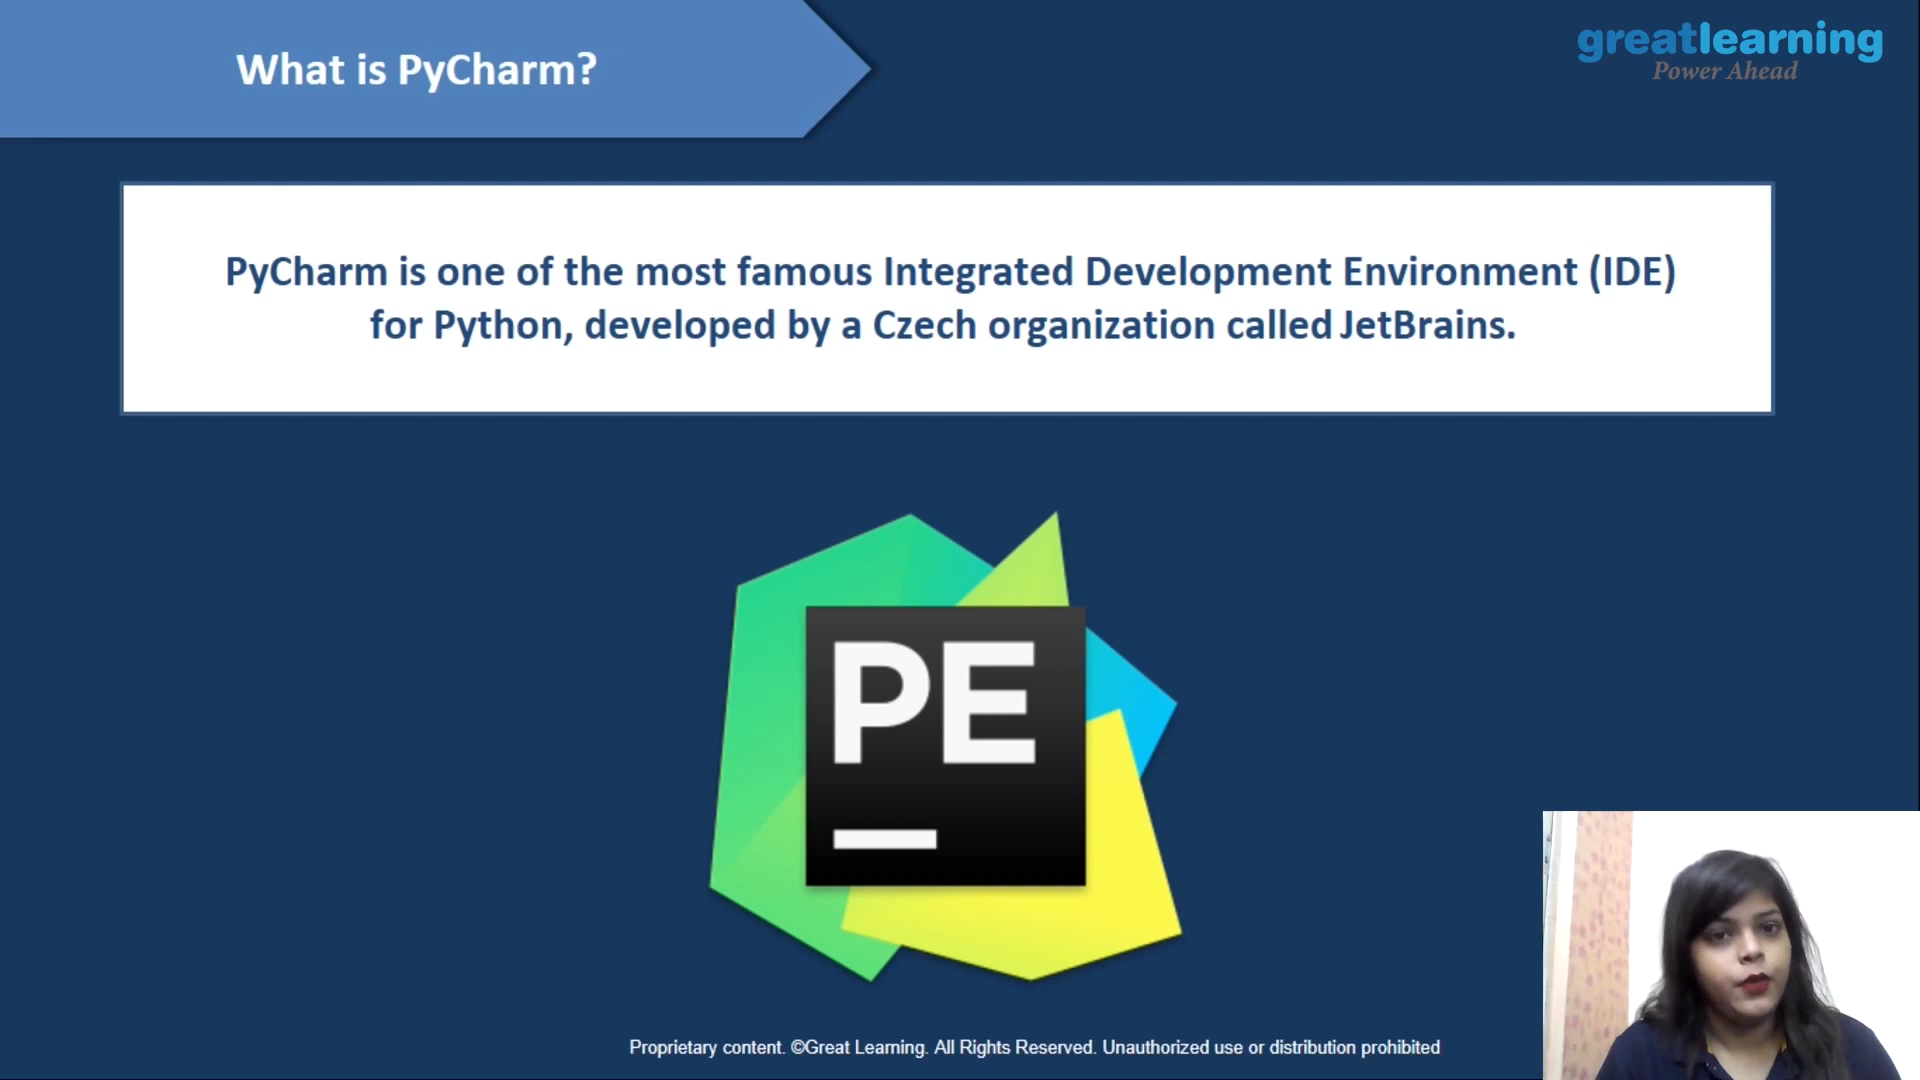 What is PyCharm?
greatlearning
Power Ahead
PyCharm is one of the most famous Integrated Development Environment (IDE)
for Python, developed by a Czech organization called JetBrains.
PE
Proprietary content. ©Great Learning. All Rights Reserved. Unauthorized use or distribution prohibited